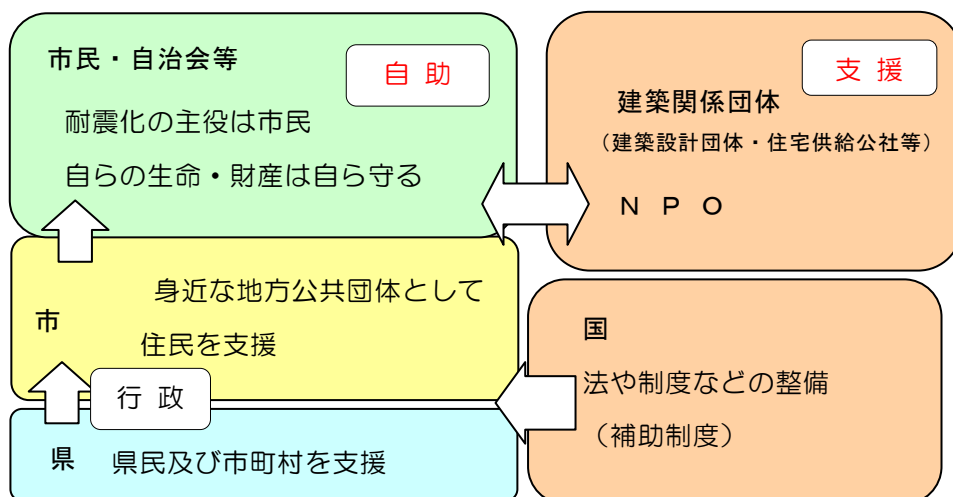 市民・自治会等
自 助
耐震化の主役は市民
自らの生命・財産は自ら守る
支 援
建築関係団体
（建築設計団体・住宅供給公社等）
Ｎ Ｐ Ｏ
身近な地方公共団体として
市
住民を支援
行 政
県
県民及び市町村を支援
国
法や制度などの整備
（補助制度）